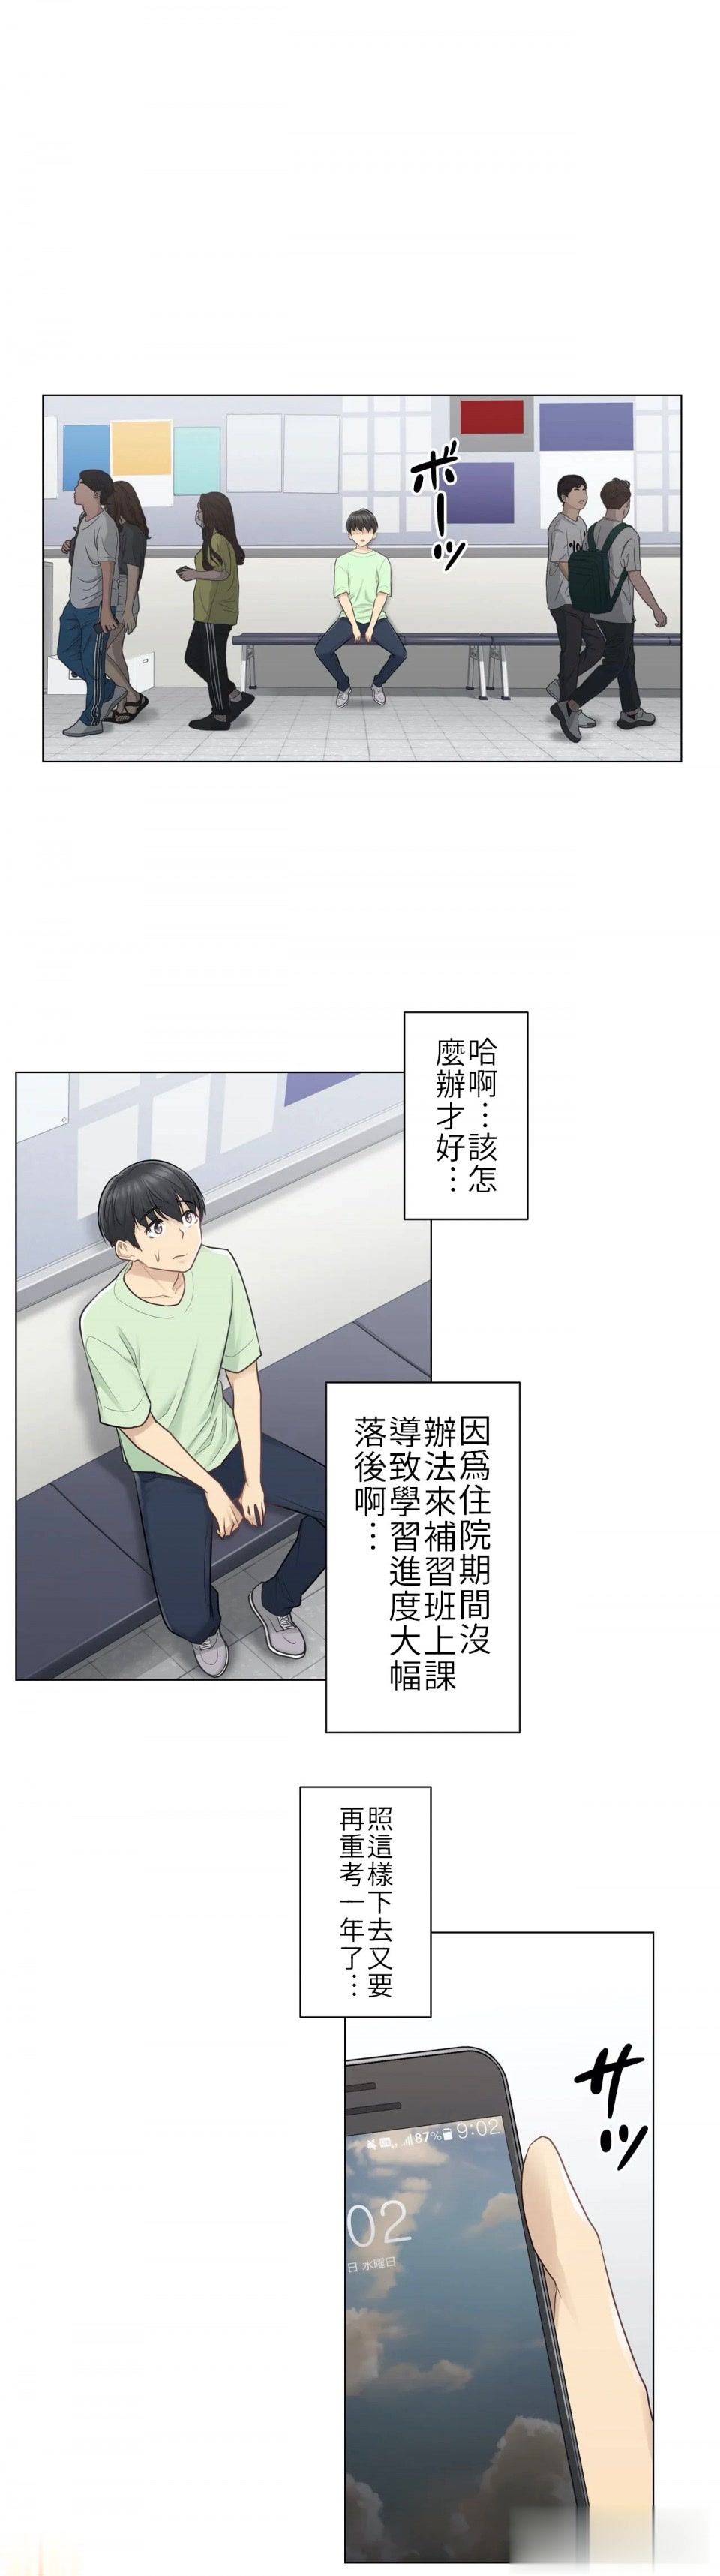 ボーッ
哈啊…該怎
麼辦才好…
因爲住院期間沒
辦法來補習班上課
導致學習進度大幅
落後啊…
照這樣下去又要
再重考一年了…
サッ
87% 9:02
02
日 水曜日